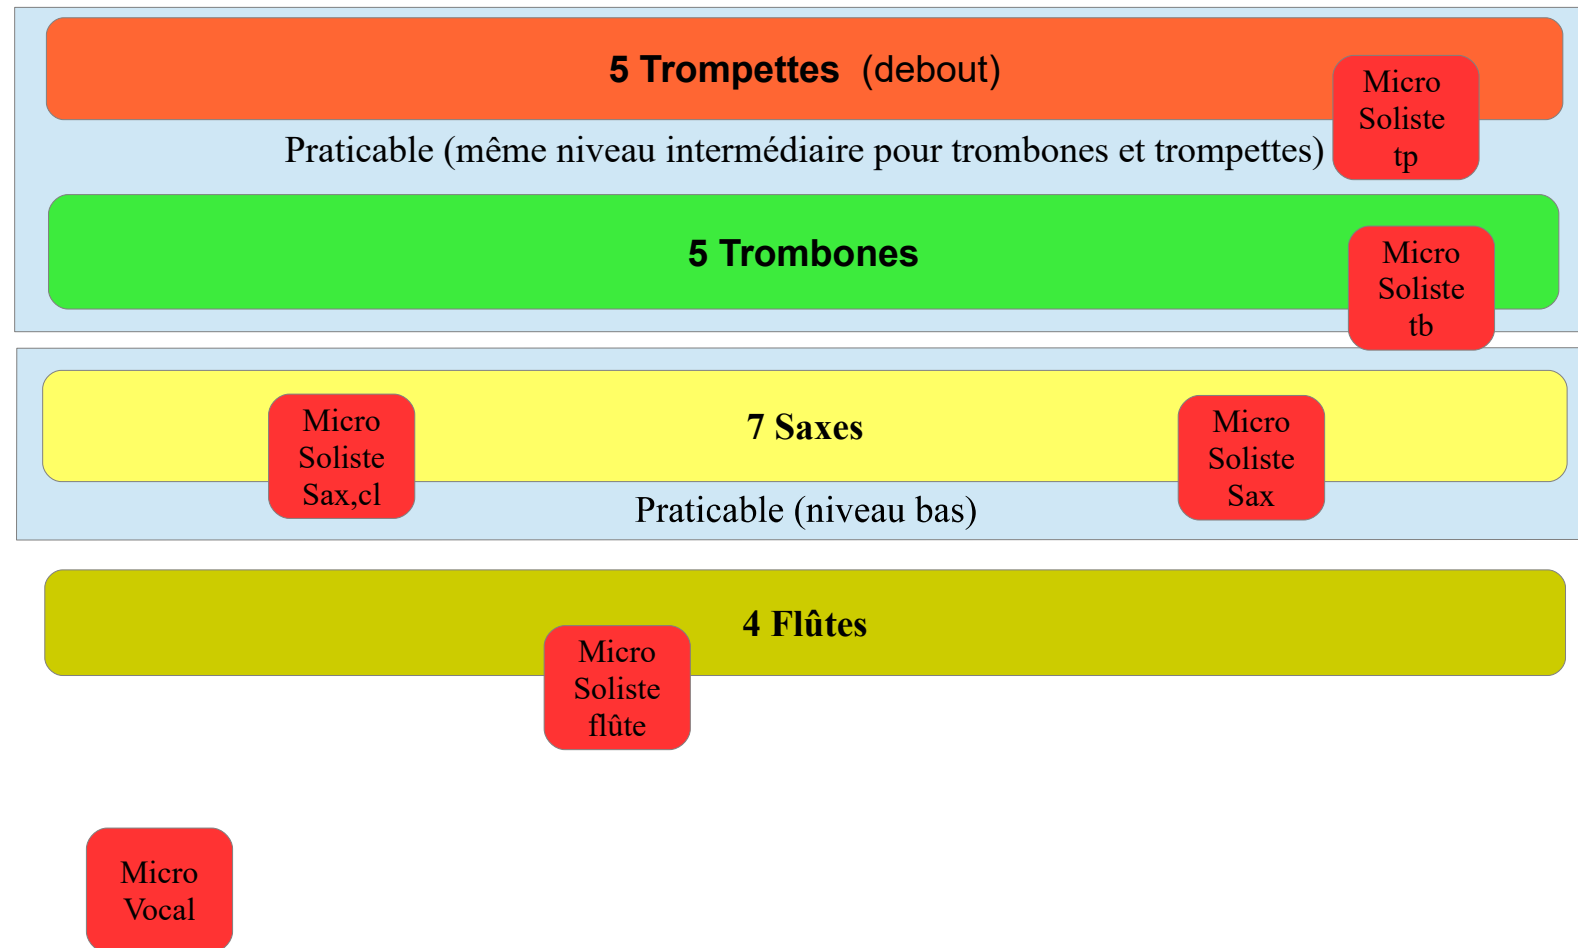 5 Trompettes (debout)
Micro
Soliste
tp
Praticable (même niveau intermédiaire pour trombones et trompettes)
5 Trombones
Micro
Soliste
tb
Micro
Soliste
Sax,cl
7 Saxes
Micro
Soliste
Sax
Praticable (niveau bas)
4 Flûtes
Micro
Soliste
flûte
Micro
Vocal